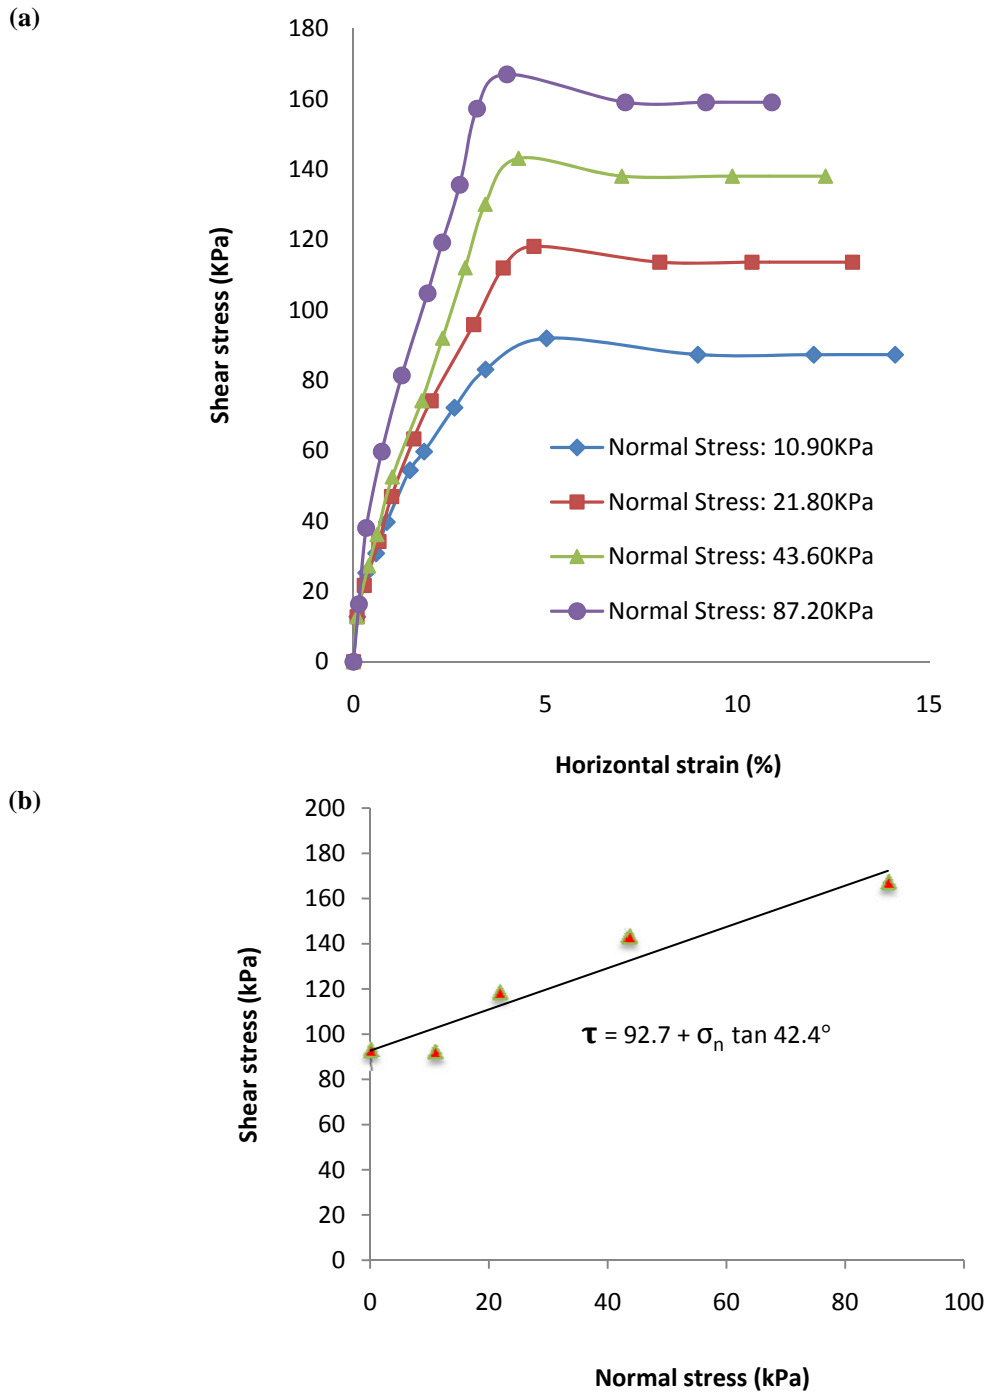 (a)
180
160
140
120
100
80
60
40
20
0
Shear stress (KPa)
Normal Stress: 10.90KPa
Normal Stress: 21.80KPa
Normal Stress: 43.60KPa
Normal Stress: 87.20KPa
0 5 10 15
Horizontal strain (%)
(b)
200
180
160
140
120
100
80
60
40
20
0
Shear stress (kPa)
τ = 92.7 + σn tan 42.4°
0 20 40 60 80 100
Normal stress (kPa)